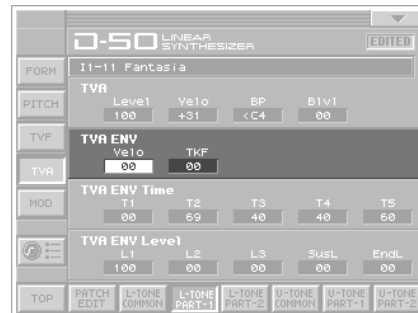 D-50 LINEAR SYNTHESIZER
EDITED
FORM
I1-11 Fantasia
PITCH
TVA
Level Velo BP Blvl
100 +31 <C4 00
TVF
TVA ENV
Velo TKF
00 00
TVA
MOD
TVA ENV Time
T1 T2 T3 T4 T5
00 69 40 40 60
TVA ENV Level
L1 L2 L3 SusL EndL
100 00 00 00 00
TOP
PATCH EDIT
L-TONE COMMON
L-TONE PART-1
L-TONE PART-2
U-TONE COMMON
U-TONE PART-1
U-TONE PART-2